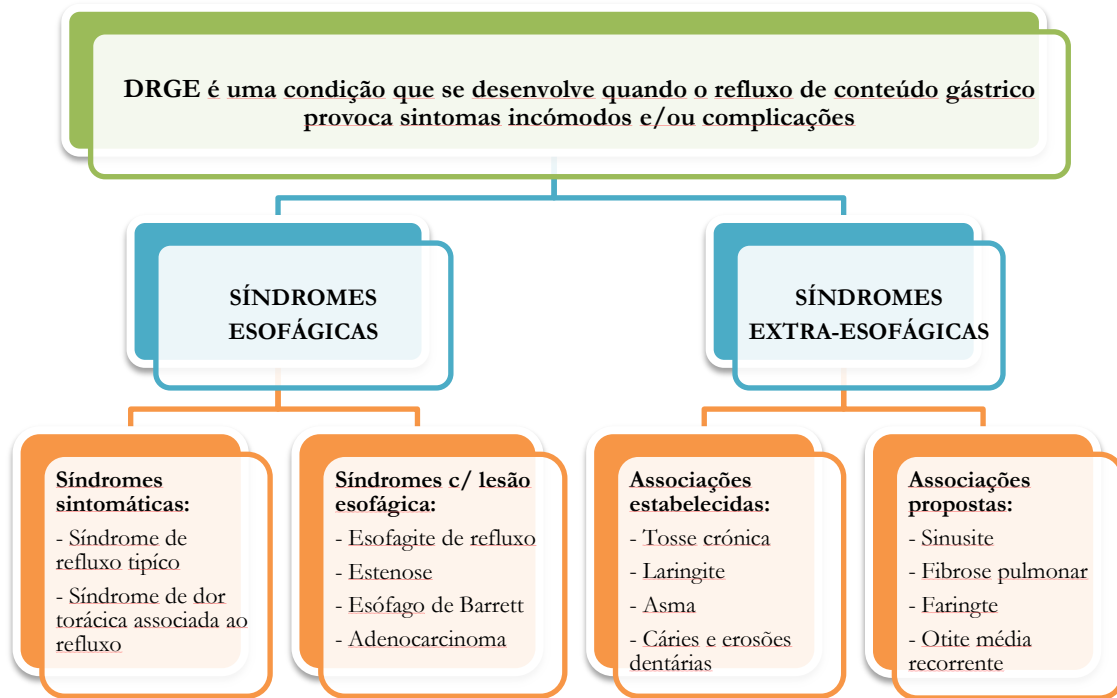 DRGE é uma condição que se desenvolve quando o refluxo de conteúdo gástrico
provoca sintomas incómodos e/ou complicações
SÍNDROMES
ESOFÁGICAS
SÍNDROMES
EXTRA-ESOFÁGICAS
Síndromes
sintomáticas:
- Síndrome de
refluxo tipíco
- Síndrome de dor
torácica associada ao
refluxo
Síndromes c/ lesão
esofágica:
- Esofagite de refluxo
- Estenose
- Esófago de Barrett
- Adenocarcinoma
Associações
estabelecidas:
- Tosse crónica
- Laringite
- Asma
- Cáries e erosões
dentárias
Associações
propostas:
- Sinusite
- Fibrose pulmonar
- Faringte
- Otite média
recorrente